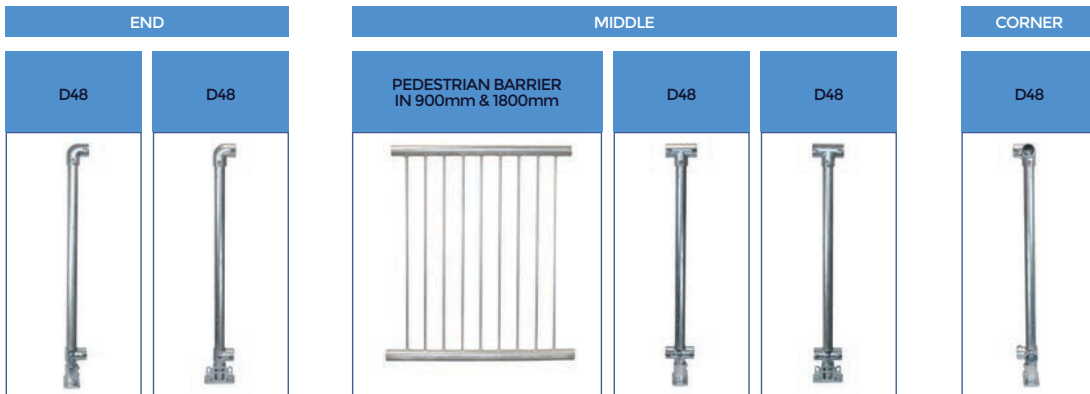 END
MIDDLE
CORNER
D48
D48
PEDESTRIAN BARRIER
IN 900mm & 1800mm
D48
D48
D48